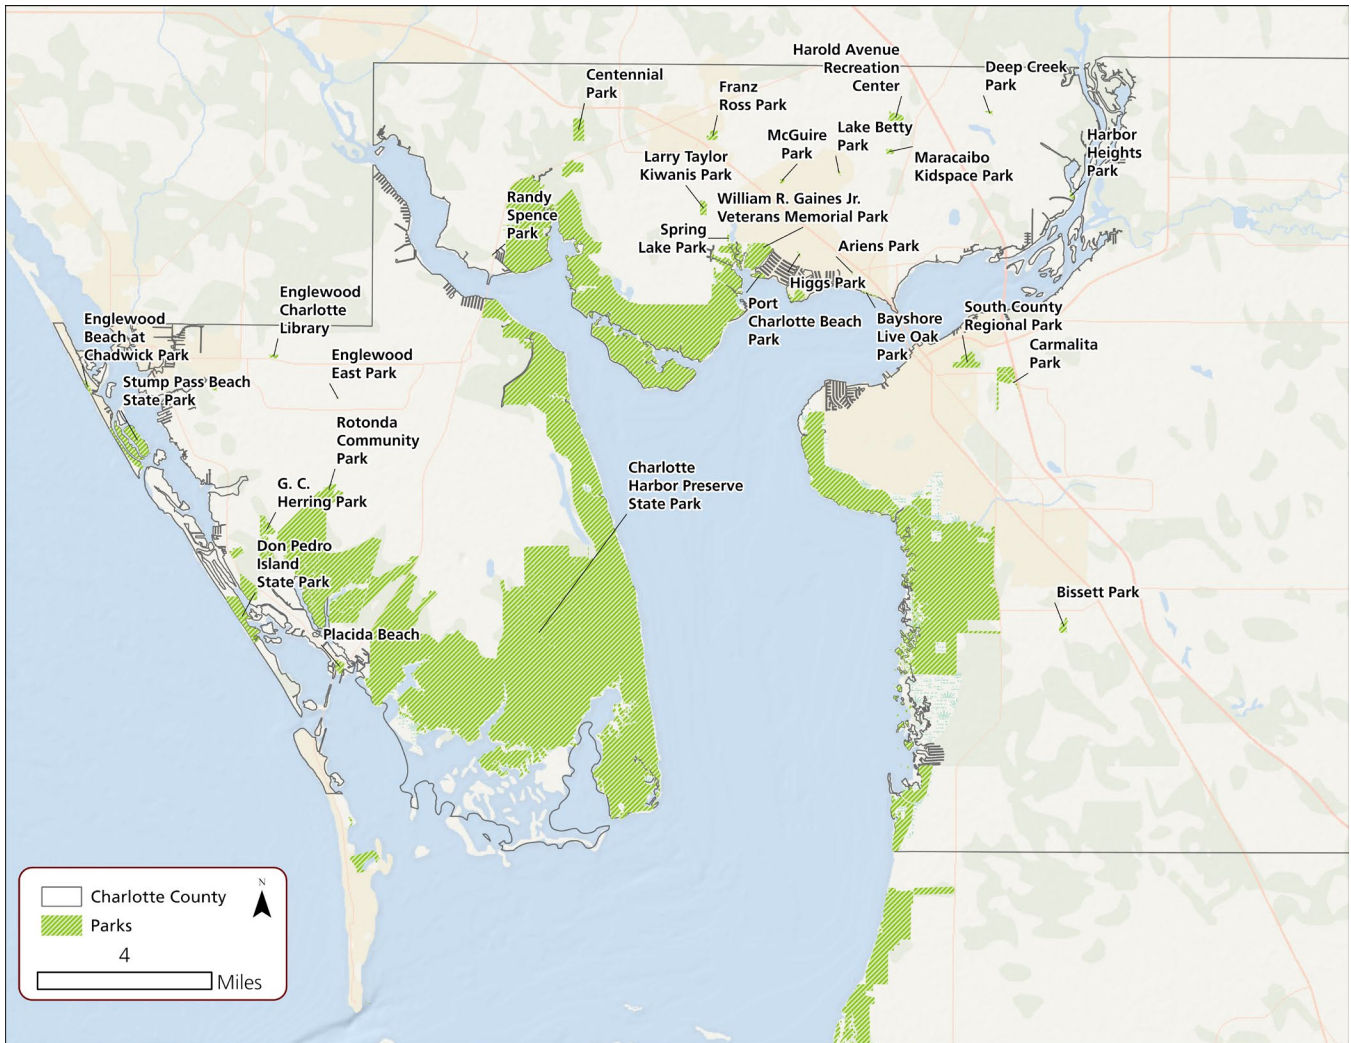 Harold Avenue
Recreation
Center
Centennial
Park
Franz
Ross Park
Deep Creek
Park
McGuire
Park
Lake Betty
Park
Harbor
Heights
Park
Larry Taylor
Kiwanis Park
Maracaibo
Kidspace Park
Randy
Spence
Park
William R. Gaines Jr.
Veterans Memorial Park
Spring
Lake Park
Ariens Park
Higgs Park
Port
Charlotte Beach
Park
Bayshore
Live Oak
Park
South County
Regional Park
Carmalita
Park
Englewood
Charlotte
Library
Englewood
Beach at
Chadwick Park
Englewood
East Park
Stump Pass Beach
State Park
Rotonda
Community
Park
G. C.
Herring Park
Charlotte
Harbor Preserve
State Park
Don Pedro
Island
State Park
Placida Beach
Bissett Park
Charlotte County
N
Parks
4
Miles